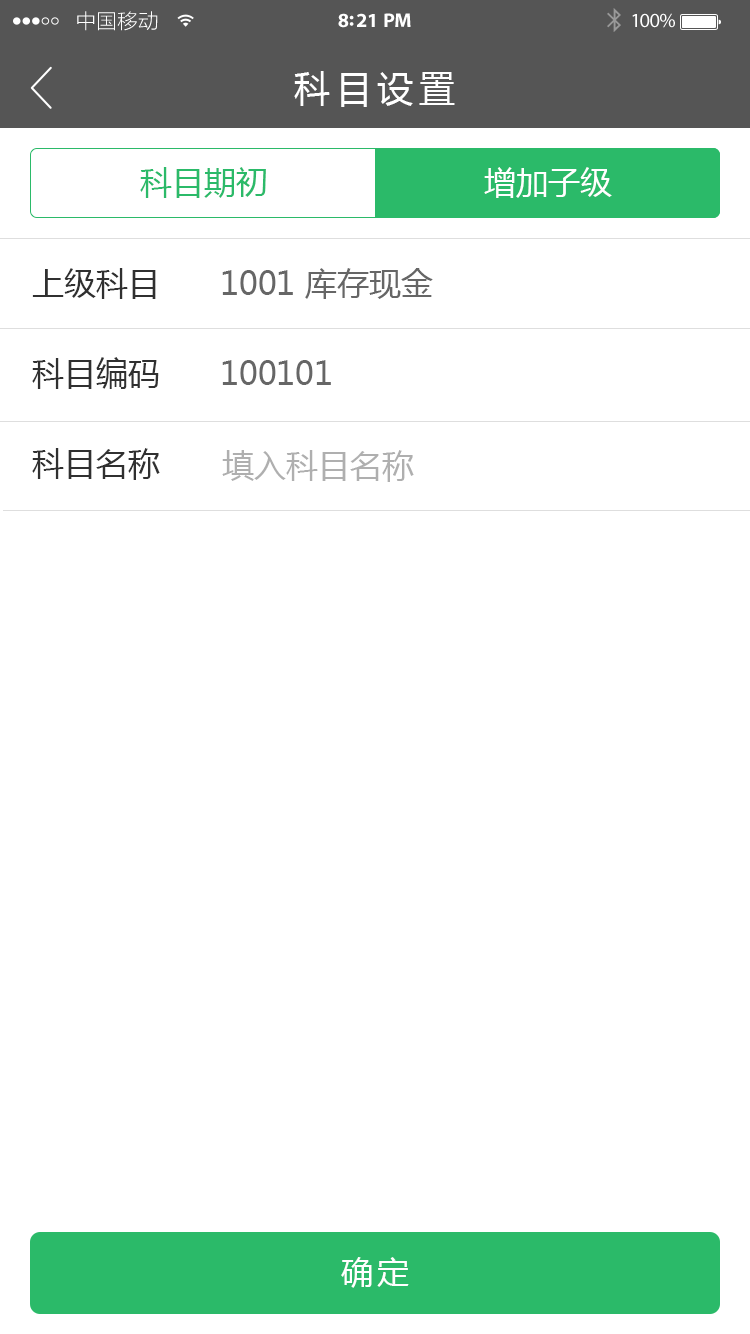 中国移动 8:21 PM 100%
科目设置
科目期初 增加子级
上级科目 1001 库存现金
科目编码 100101
科目名称 填入科目名称
确定